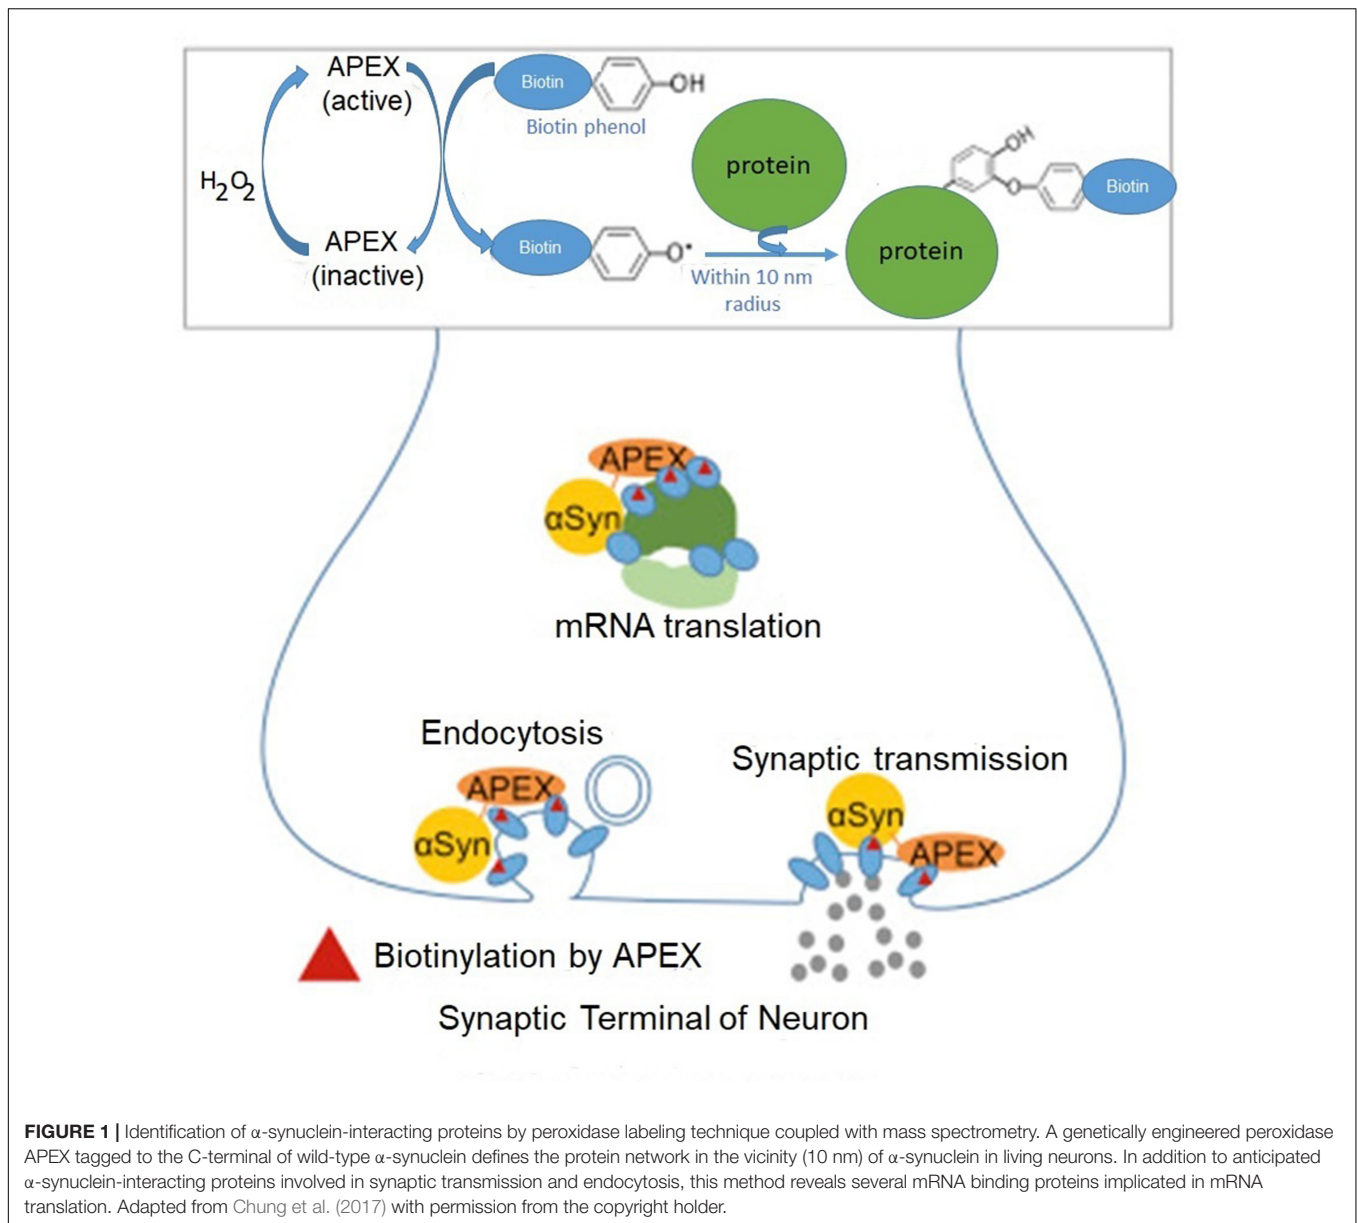 APEX
(active)
Biotin
OH
Biotin phenol
H2O2
protein
OH
O
Biotin
APEX
(inactive)
Biotin
O•
Within 10 nm
radius
protein
APEX
αSyn
mRNA translation
Endocytosis
APEX
αSyn
Synaptic transmission
αSyn
APEX
Biotinylation by APEX
Synaptic Terminal of Neuron
FIGURE 1 | Identification of α-synuclein-interacting proteins by peroxidase labeling technique coupled with mass spectrometry. A genetically engineered peroxidase
APEX tagged to the C-terminal of wild-type α-synuclein defines the protein network in the vicinity (10 nm) of α-synuclein in living neurons. In addition to anticipated
α-synuclein-interacting proteins involved in synaptic transmission and endocytosis, this method reveals several mRNA binding proteins implicated in mRNA
translation. Adapted from Chung et al. (2017) with permission from the copyright holder.